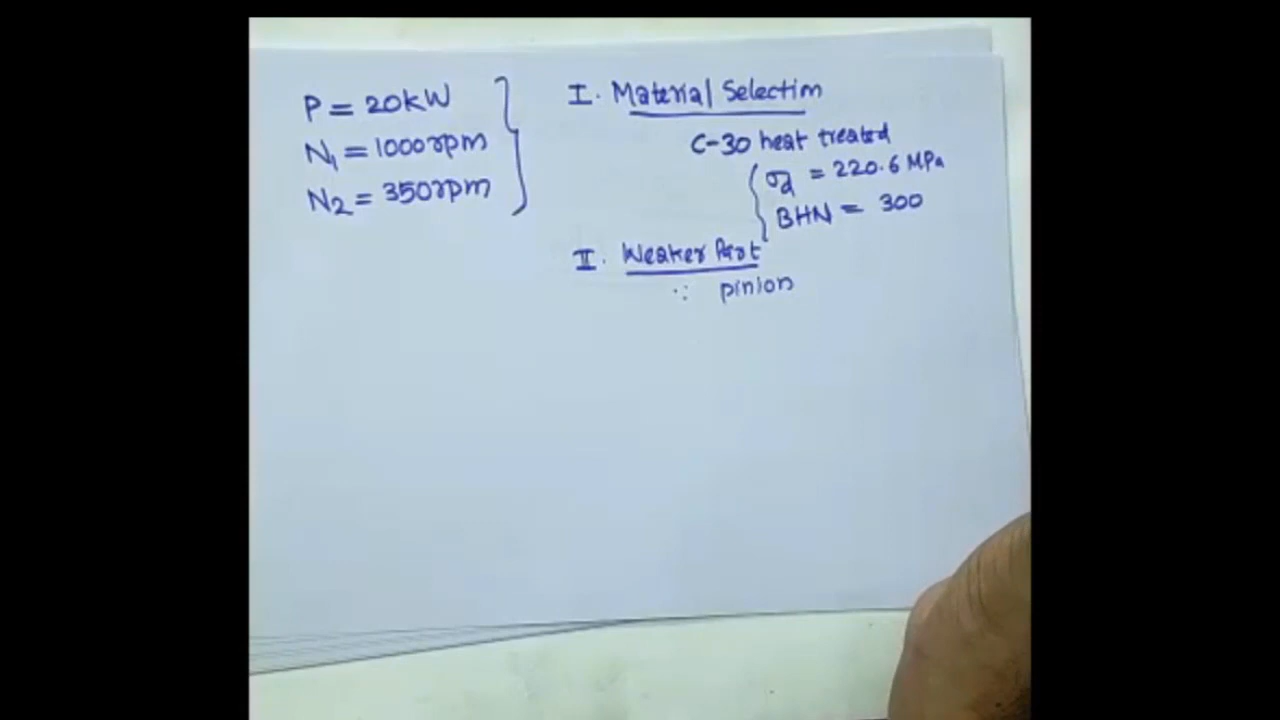 P = 20kW
N1 = 1000rpm
N2 = 350rpm
I. Material Selection
C-30 heat treated
σd = 220.6 MPa
BHN = 300
II. Weaker Part
∵ pinion